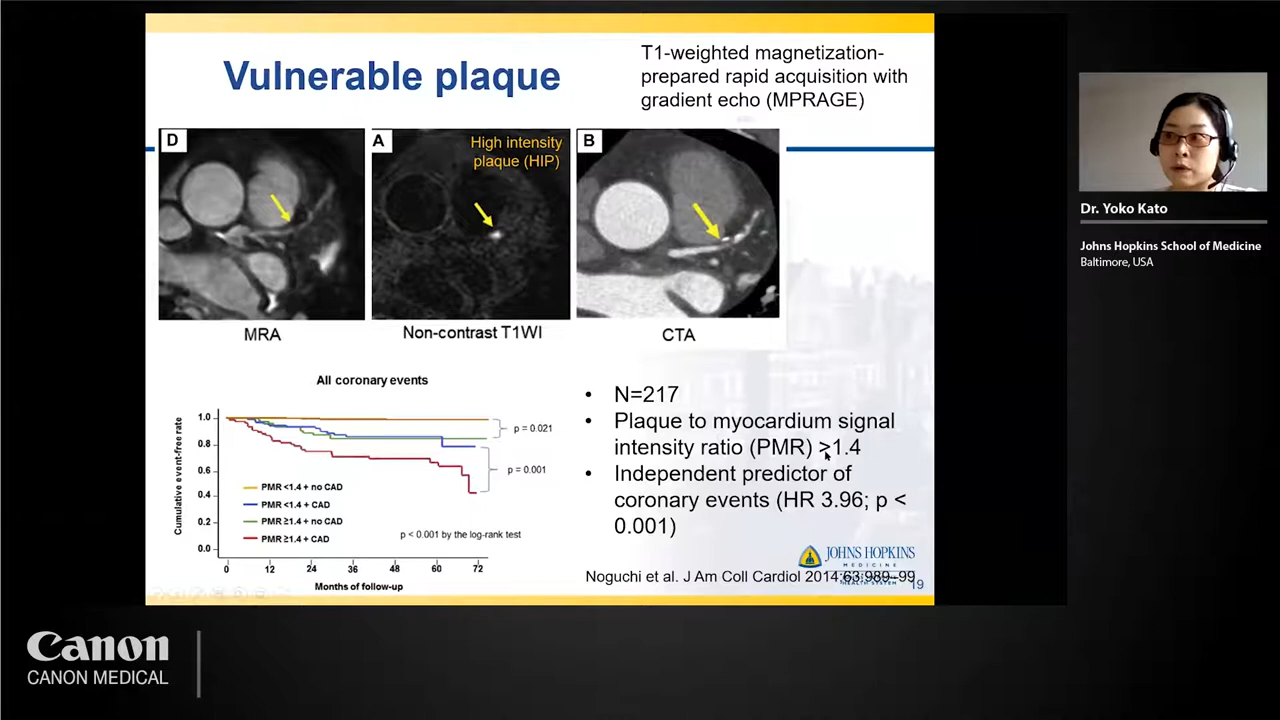 Vulnerable plaque
T1-weighted magnetization-
prepared rapid acquisition with
gradient echo (MPRAGE)
D
A
High intensity
plaque (HIP)
B
MRA
Non-contrast T1WI
CTA
All coronary events
Cumulative event-free rate
1.0
0.8
0.6
0.4
0.2
0.0
p = 0.021
p = 0.001
PMR <1.4 + no CAD
PMR <1.4 + CAD
PMR ≥1.4 + no CAD
PMR ≥1.4 + CAD
p < 0.001 by the log-rank test
0 12 24 36 48 60 72
Months of follow-up
• N=217
• Plaque to myocardium signal
intensity ratio (PMR) >1.4
• Independent predictor of
coronary events (HR 3.96; p <
0.001)
JOHNS HOPKINS
MEDICINE
HEALTH SYSTEM
Noguchi et al. J Am Coll Cardiol 2014;63:989–99
19
Dr. Yoko Kato
Johns Hopkins School of Medicine
Baltimore, USA
Canon
CANON MEDICAL